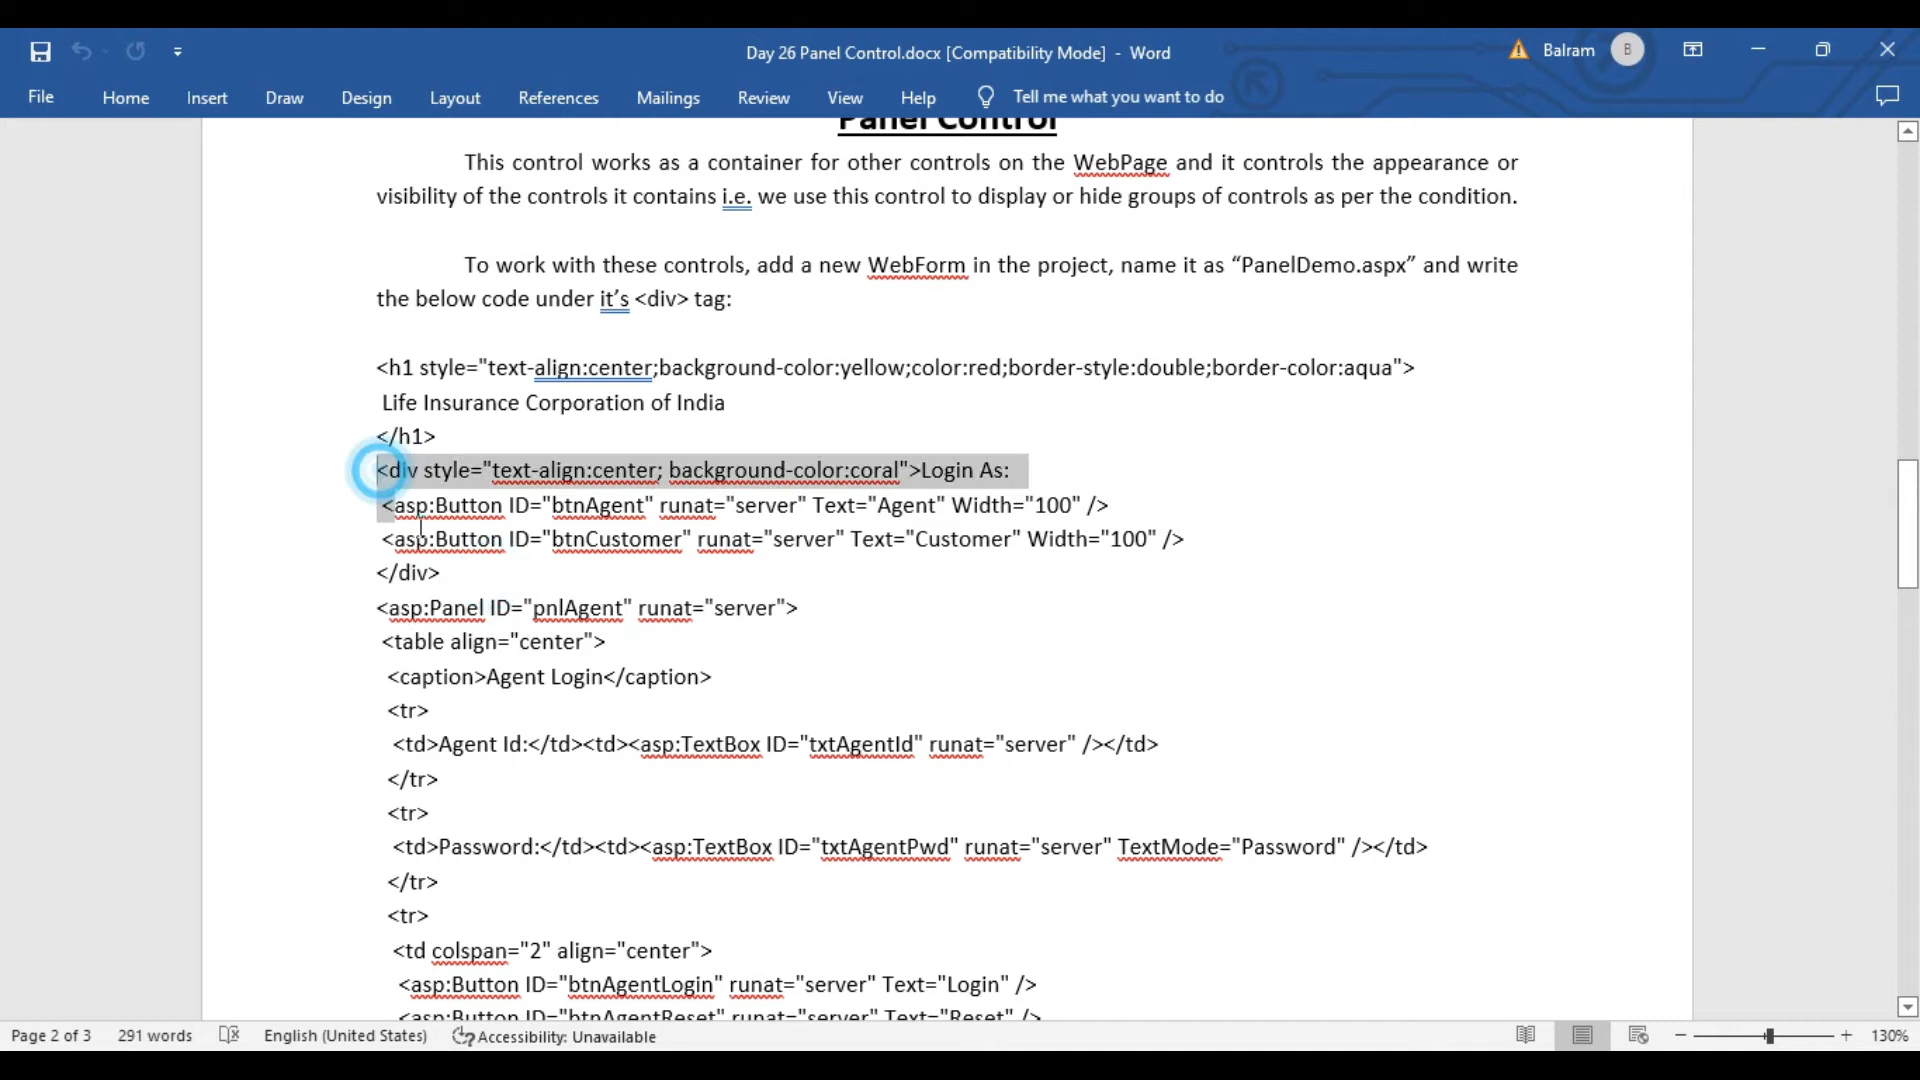 Day 26 Panel Control.docx [Compatibility Mode] - Word
Balram
B
File
Home
Insert
Draw
Design
Layout
References
Mailings
Review
View
Help
Tell me what you want to do
Panel Control
This control works as a container for other controls on the WebPage and it controls the appearance or
visibility of the controls it contains i.e. we use this control to display or hide groups of controls as per the condition.
To work with these controls, add a new WebForm in the project, name it as “PanelDemo.aspx” and write
the below code under it’s <div> tag:
<h1 style="text-align:center;background-color:yellow;color:red;border-style:double;border-color:aqua">
Life Insurance Corporation of India
</h1>
<div style="text-align:center; background-color:coral">Login As:
<asp:Button ID="btnAgent" runat="server" Text="Agent" Width="100" />
<asp:Button ID="btnCustomer" runat="server" Text="Customer" Width="100" />
</div>
<asp:Panel ID="pnlAgent" runat="server">
<table align="center">
<caption>Agent Login</caption>
<tr>
<td>Agent Id:</td><td><asp:TextBox ID="txtAgentId" runat="server" /></td>
</tr>
<tr>
<td>Password:</td><td><asp:TextBox ID="txtAgentPwd" runat="server" TextMode="Password" /></td>
</tr>
<tr>
<td colspan="2" align="center">
<asp:Button ID="btnAgentLogin" runat="server" Text="Login" />
<asp:Button ID="btnAgentReset" runat="server" Text="Reset" />
Page 2 of 3
291 words
English (United States)
Accessibility: Unavailable
130%